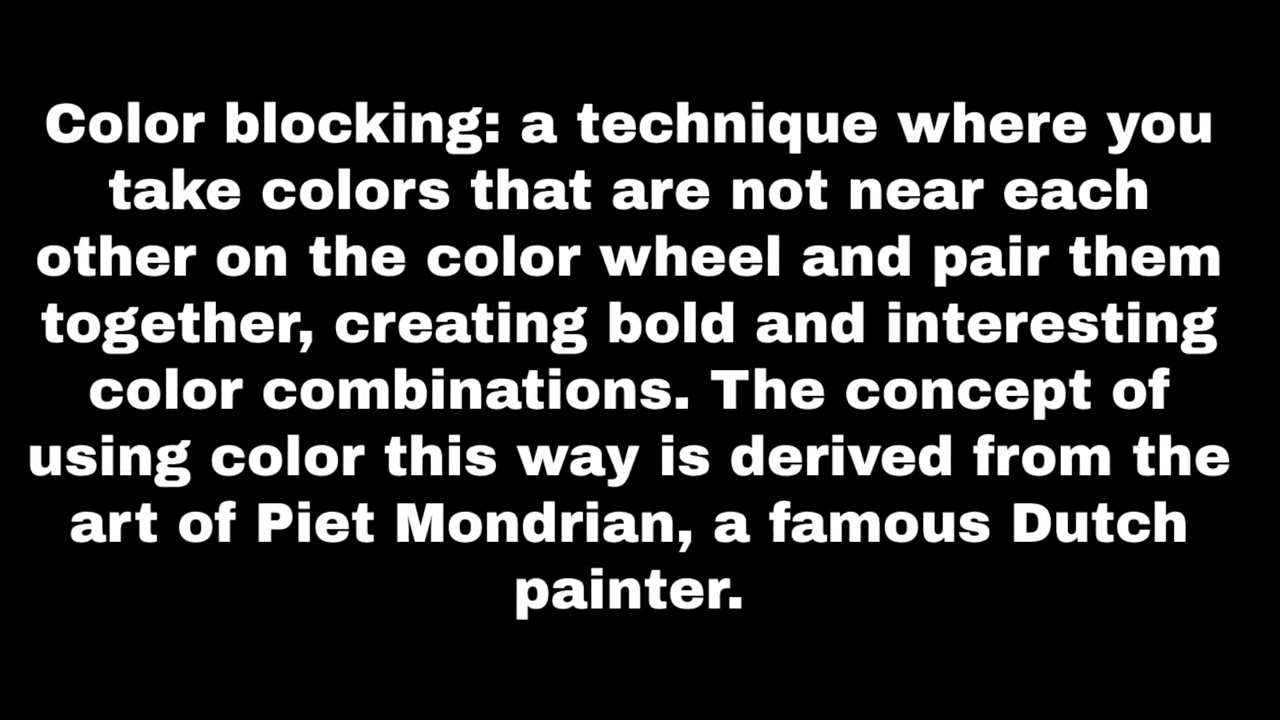 Color blocking: a technique where you
take colors that are not near each
other on the color wheel and pair them
together, creating bold and interesting
color combinations. The concept of
using color this way is derived from the
art of Piet Mondrian, a famous Dutch
painter.